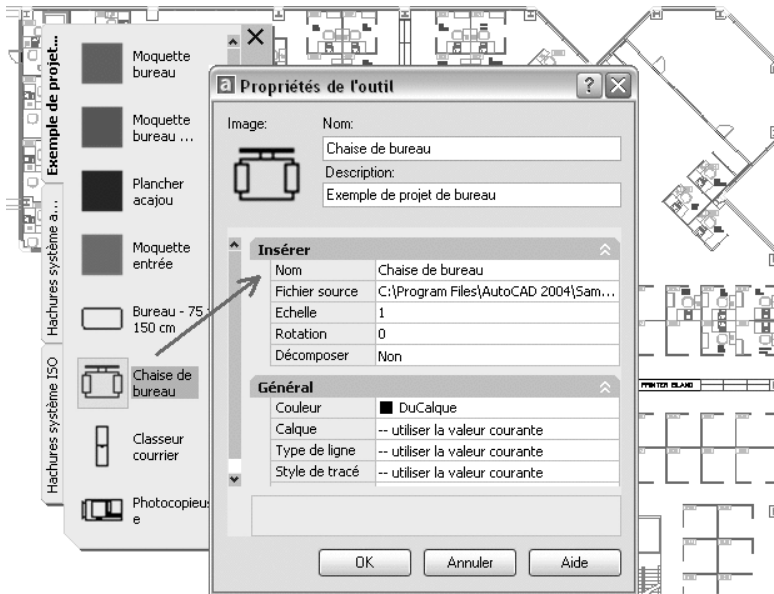 Exemple de projet...
Hachures système a...
Hachures système ISO
Moquette
bureau
Moquette
bureau ...
Plancher
acajou
Moquette
entrée
Bureau - 75
150 cm
Chaise de
bureau
Classeur
courrier
Photocopieus
e
Propriétés de l'outil
Image:
Nom:
Chaise de bureau
Description:
Exemple de projet de bureau
Insérer
Nom Chaise de bureau
Fichier source C:\Program Files\AutoCAD 2004\Sam...
Echelle 1
Rotation 0
Décomposer Non
Général
Couleur DuCalque
Calque -- utiliser la valeur courante
Type de ligne -- utiliser la valeur courante
Style de tracé -- utiliser la valeur courante
OK Annuler Aide
PRINTER ISLAND